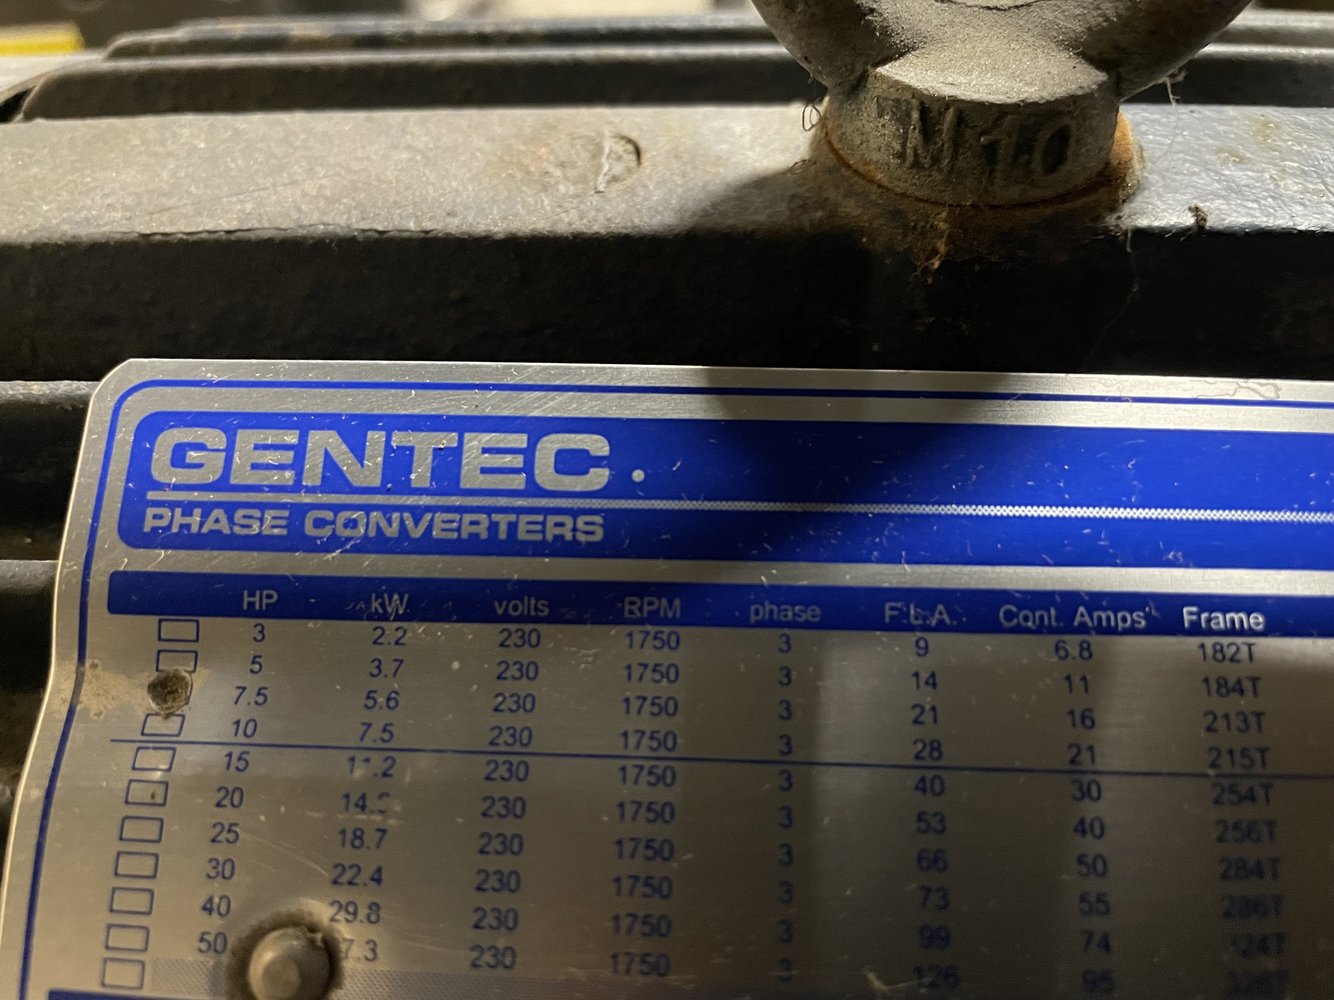 M10
GENTEC.
PHASE CONVERTERS
HP kW volts RPM phase F.L.A. Cont. Amps Frame
3 2.2 230 1750 3 9 6.8 182T
5 3.7 230 1750 3 14 11 184T
7.5 5.6 230 1750 3 21 16 213T
10 7.5 230 1750 3 28 21 215T
15 230 1750 3 40 30 254T
20 230 1750 3 53 40 256T
25 18.7 230 1750 3 66 50 284T
30 22.4 230 1750 3 73 55 286T
40 29.8 230 1750 3 99 74
50 230 1750 3 126 95